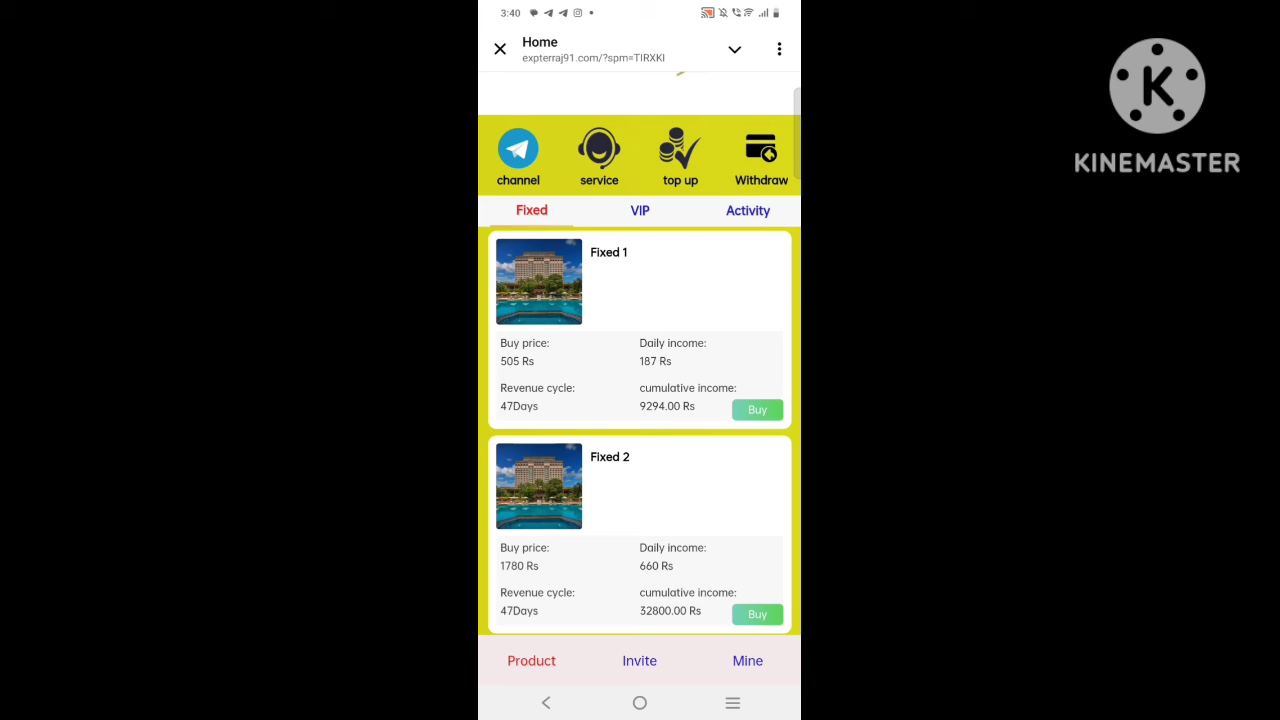 3:40
Home
expterraj91.com/?spm=TIRXKI
KINEMASTER
channel service top up Withdraw
Fixed VIP Activity
Fixed 1
Buy price: Daily income:
505 Rs 187 Rs
Revenue cycle: cumulative income:
47Days 9294.00 Rs Buy
Fixed 2
Buy price: Daily income:
1780 Rs 660 Rs
Revenue cycle: cumulative income:
47Days 32800.00 Rs Buy
Product Invite Mine